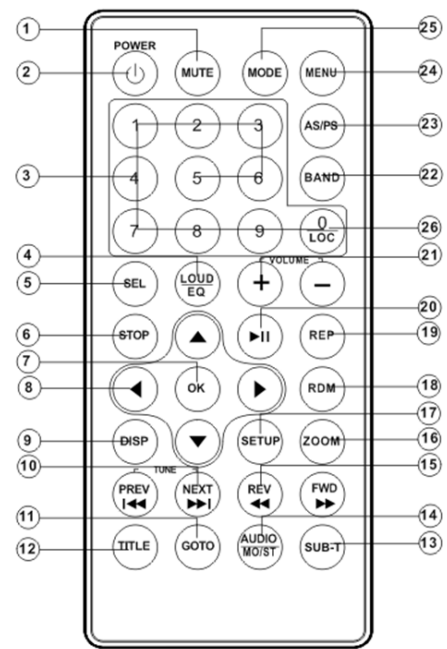 1
25
POWER
2
MUTE
MODE
MENU
24
1
2
3
AS/PS
23
3
4
5
6
BAND
22
7
8
9
0
LOC
26
4
VOLUME
21
5
SEL
LOUD
EQ
+
−
20
6
STOP
▲
►II
REP
19
7
8
◄
OK
►
RDM
18
17
9
DISP
▼
SETUP
ZOOM
16
10
TUNE
15
PREV
I◄◄
NEXT
►►I
REV
◄◄
FWD
►►
11
14
12
TITLE
GOTO
AUDIO
MO/ST
SUB-T
13